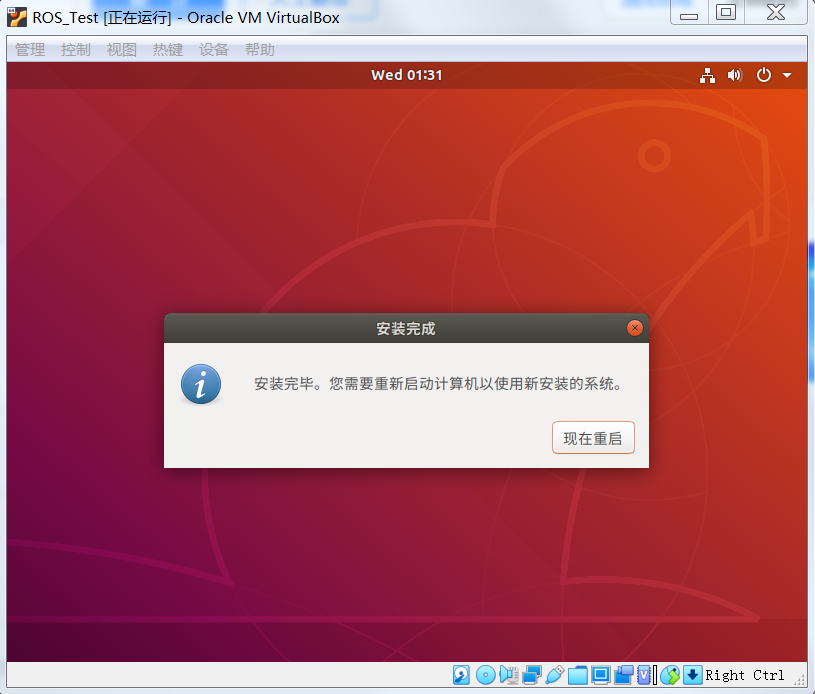 ROS_Test [正在运行] - Oracle VM VirtualBox
管理 控制 视图 热键 设备 帮助
Wed 01:31
安装完成
安装完毕。您需要重新启动计算机以使用新安装的系统。
现在重启
Right Ctrl